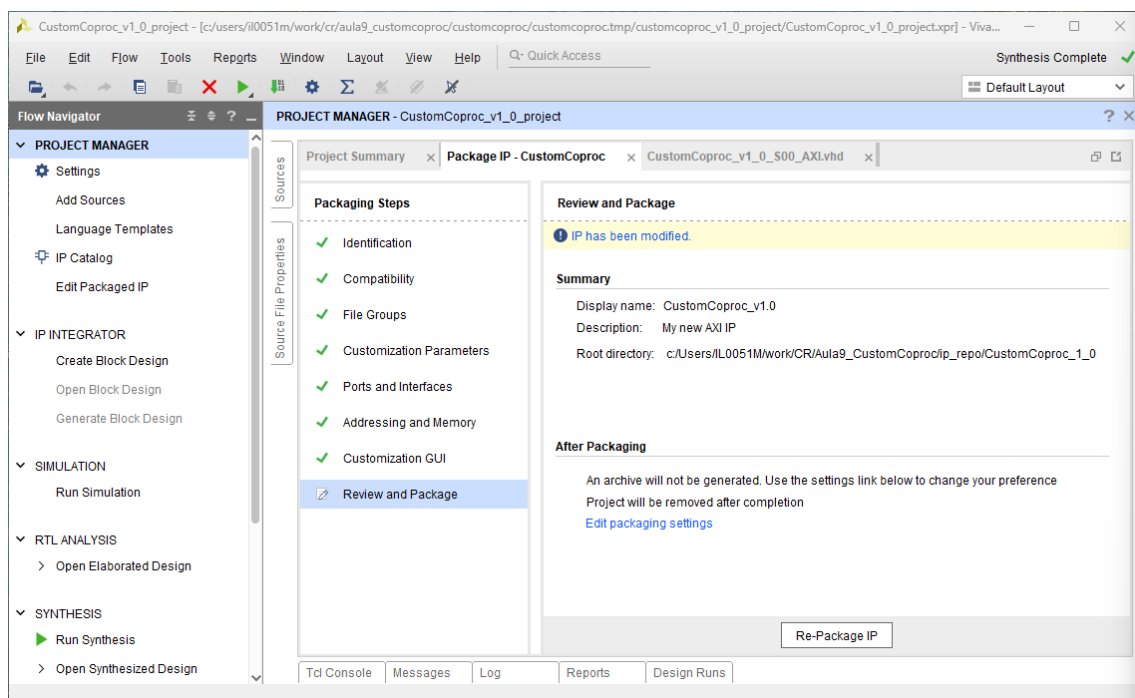 CustomCoproc_v1_0_project - [c:/users/il0051m/work/cr/aula9_customcoproc/customcoproc/customcoproc.tmp/customcoproc_v1_0_project/CustomCoproc_v1_0_project.xpr] - Viva...
File Edit Flow Tools Reports Window Layout View Help Q- Quick Access Synthesis Complete
Default Layout
Flow Navigator
PROJECT MANAGER - CustomCoproc_v1_0_project
PROJECT MANAGER
Settings
Add Sources
Language Templates
IP Catalog
Edit Packaged IP
IP INTEGRATOR
Create Block Design
Open Block Design
Generate Block Design
SIMULATION
Run Simulation
RTL ANALYSIS
Open Elaborated Design
SYNTHESIS
Run Synthesis
Open Synthesized Design
Sources
Source File Properties
Project Summary
Package IP - CustomCoproc
CustomCoproc_v1_0_S00_AXI.vhd
Packaging Steps
Identification
Compatibility
File Groups
Customization Parameters
Ports and Interfaces
Addressing and Memory
Customization GUI
Review and Package
Review and Package
IP has been modified.
Summary
Display name: CustomCoproc_v1.0
Description: My new AXI IP
Root directory: c:/Users/IL0051M/work/CR/Aula9_CustomCoproc/ip_repo/CustomCoproc_1_0
After Packaging
An archive will not be generated. Use the settings link below to change your preference
Project will be removed after completion
Edit packaging settings
Re-Package IP
Tcl Console Messages Log Reports Design Runs